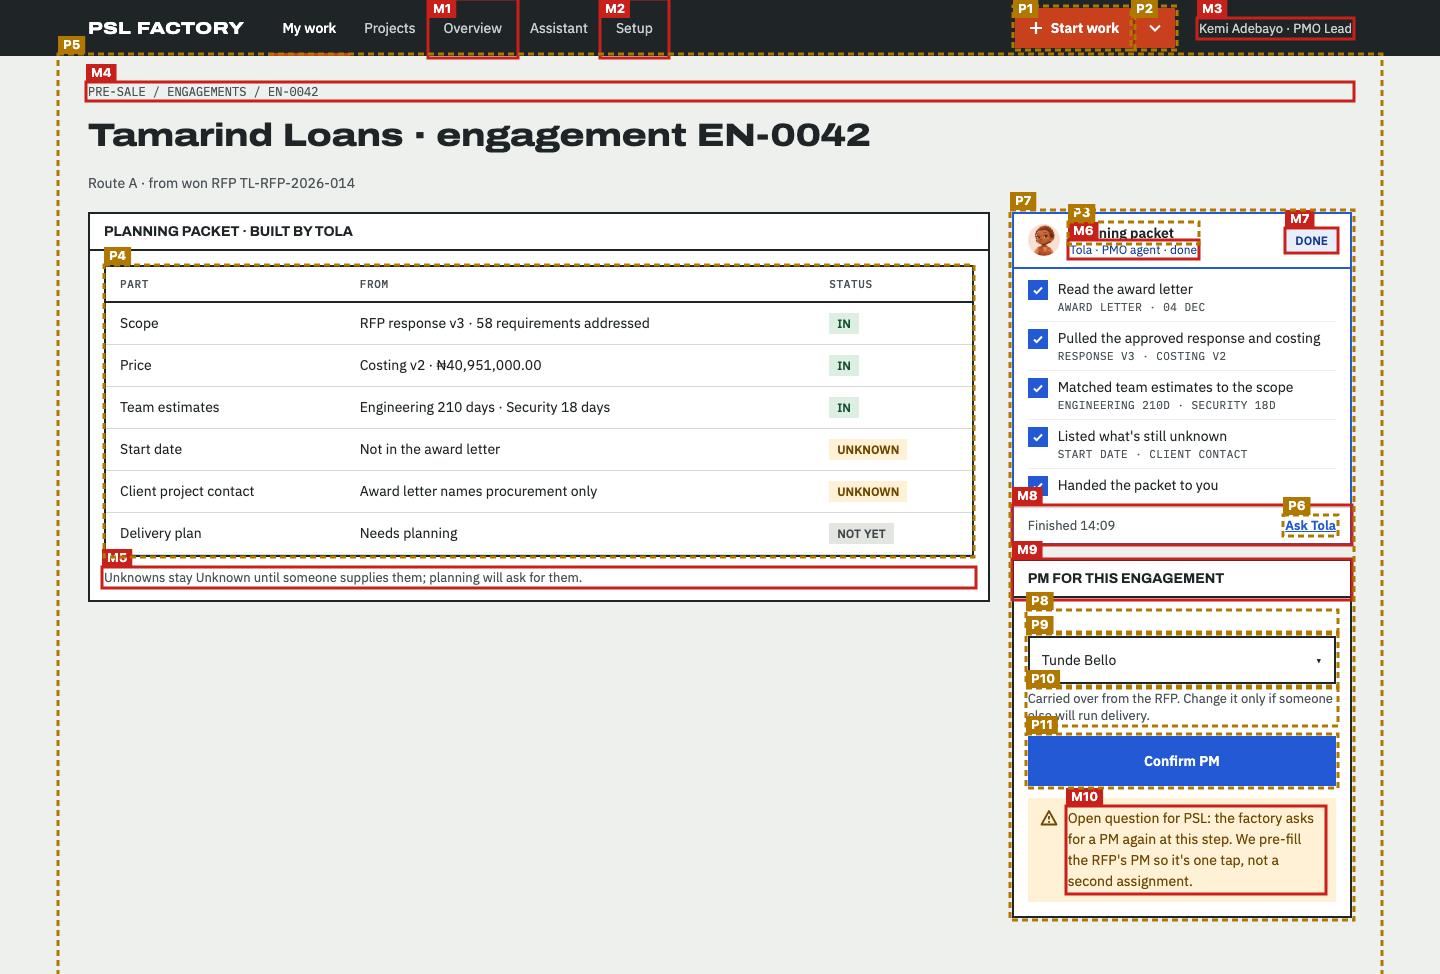 PSL FACTORY
My work
Projects
M1
Overview
Assistant
M2
Setup
P1
+ Start work
P2
M3
Kemi Adebayo · PMO Lead
P5
M4
PRE-SALE / ENGAGEMENTS / EN-0042
Tamarind Loans · engagement EN-0042
Route A · from won RFP TL-RFP-2026-014
PLANNING PACKET · BUILT BY TOLA
P4
PART FROM STATUS
Scope RFP response v3 · 58 requirements addressed IN
Price Costing v2 · ₦40,951,000.00 IN
Team estimates Engineering 210 days · Security 18 days IN
Start date Not in the award letter UNKNOWN
Client project contact Award letter names procurement only UNKNOWN
Delivery plan Needs planning NOT YET
M5
Unknowns stay Unknown until someone supplies them; planning will ask for them.
P7
P3
M6
packet
Tola · PMO agent · done
M7
DONE
Read the award letter
AWARD LETTER · 04 DEC
Pulled the approved response and costing
RESPONSE V3 · COSTING V2
Matched team estimates to the scope
ENGINEERING 210D · SECURITY 18D
Listed what's still unknown
START DATE · CLIENT CONTACT
Handed the packet to you
M8
Finished 14:09
P6
Ask Tola
M9
PM FOR THIS ENGAGEMENT
P8
P9
Tunde Bello
P10
Carried over from the RFP. Change it only if someone
else will run delivery.
P11
Confirm PM
M10
Open question for PSL: the factory asks
for a PM again at this step. We pre-fill
the RFP's PM so it's one tap, not a
second assignment.